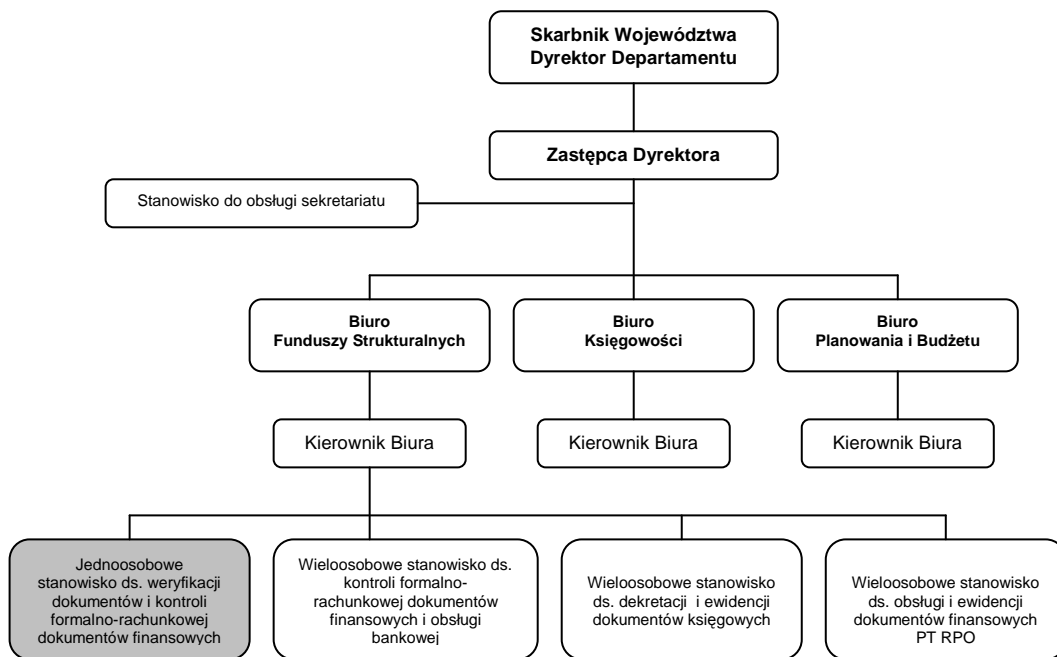 Skarbnik Województwa
Dyrektor Departamentu
Zastępca Dyrektora
Stanowisko do obsługi sekretariatu
Biuro
Funduszy Strukturalnych
Biuro
Księgowości
Biuro
Planowania i Budżetu
Kierownik Biura
Kierownik Biura
Kierownik Biura
Jednoosobowe
stanowisko ds. weryfikacji
dokumentów i kontroli
formalno-rachunkowej
dokumentów finansowych
Wieloosobowe stanowisko ds.
kontroli formalno-
rachunkowej dokumentów
finansowych i obsługi
bankowej
Wieloosobowe stanowisko
ds. dekretacji i ewidencji
dokumentów księgowych
Wieloosobowe stanowisko
ds. obsługi i ewidencji
dokumentów finansowych
PT RPO